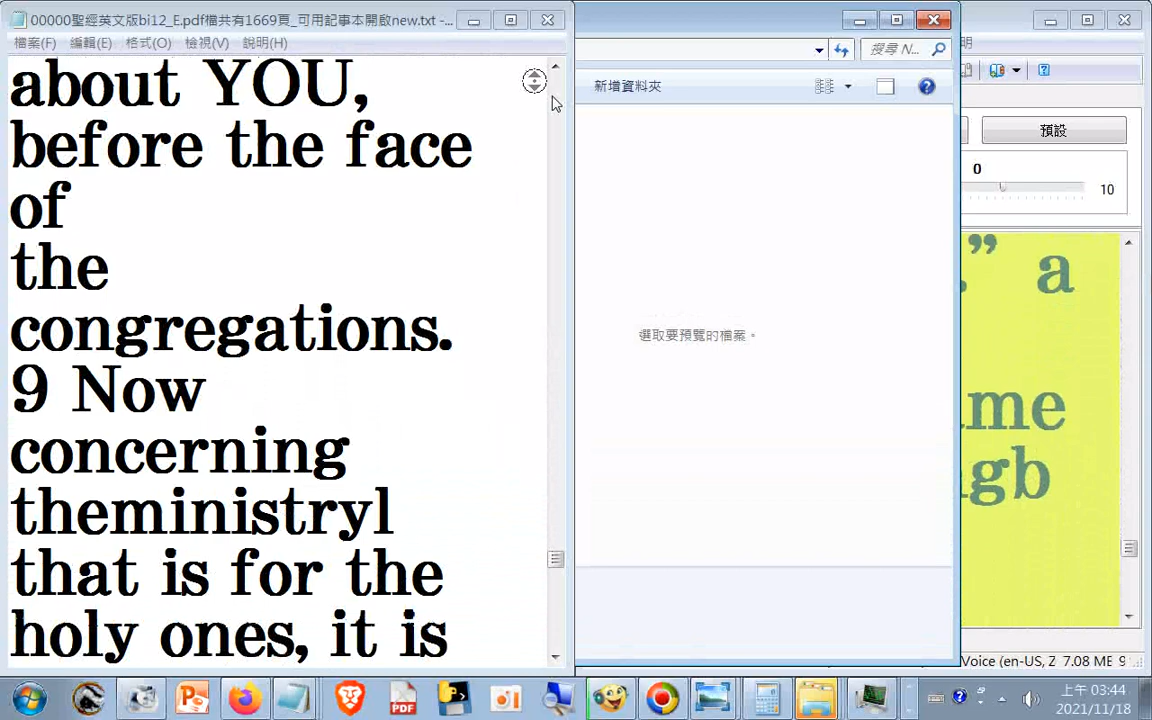 00000聖經英文版bi12_E.pdf檔共有1669頁_可用記事本開啟new.txt -...
檔案(F) 編輯(E) 格式(O) 檢視(V) 說明(H)
about YOU,
before the face
of
the
congregations.
9 Now
concerning
theministryl
that is for the
holy ones, it is
搜尋 N...
新增資料夾
選取要預覽的檔案。
明
預設
0
10
.” a
me
gb
Voice (en-US, Z 7.08 MB 9
上午 03:44
2021/11/18